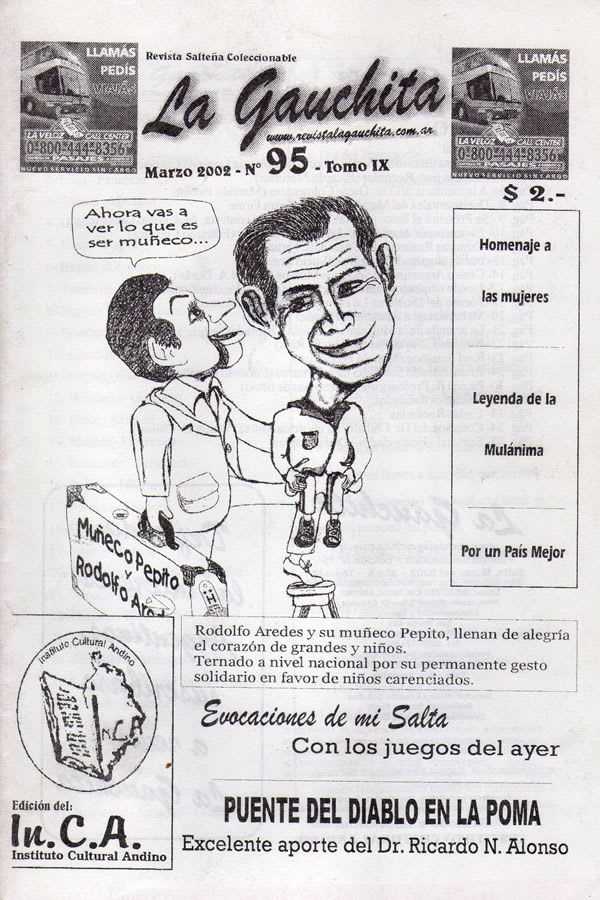 LLAMÁS
PEDÍS
VIAJÁS
LA VELOZ CALL CENTER
0-800-444-8356
PASAJES
NUEVO SERVICIO SIN CARGO
Revista Salteña Coleccionable
La Gauchita
www.revistalagauchita.com.ar
Marzo 2002 - N° 95 - Tomo IX
LLAMÁS
PEDÍS
VIAJÁS
LA VELOZ CALL CENTER
0-800-444-8356
PASAJES
NUEVO SERVICIO SIN CARGO
$ 2.-
Ahora vas a
ver lo que es
ser muñeco...
Homenaje a
las mujeres
Leyenda de la
Mulánima
Por un País Mejor
Muñeco Pepito
y
Rodolfo Ared
Instituto Cultural Andino
In.C.A.
Rodolfo Aredes y su muñeco Pepito, llenan de alegría
el corazón de grandes y niños.
Ternado a nivel nacional por su permanente gesto
solidario en favor de niños carenciados.
Evocaciones de mi Salta
Con los juegos del ayer
Edición del:
In.C.A.
Instituto Cultural Andino
PUENTE DEL DIABLO EN LA POMA
Excelente aporte del Dr. Ricardo N. Alonso